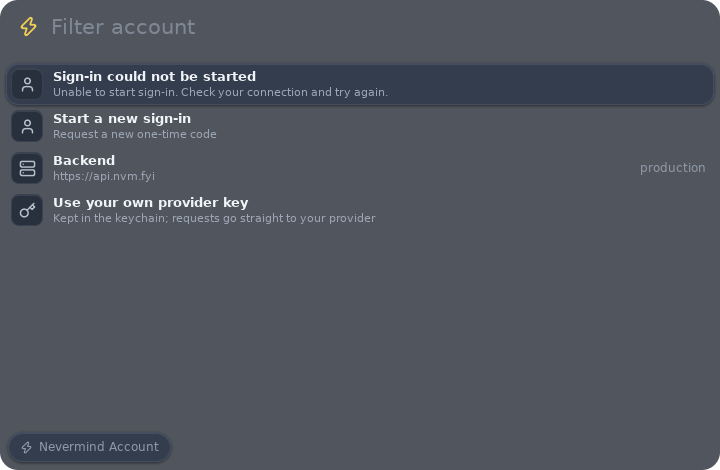 Filter account
Sign-in could not be started
Unable to start sign-in. Check your connection and try again.
Start a new sign-in
Request a new one-time code
Backend
https://api.nvm.fyi
production
Use your own provider key
Kept in the keychain; requests go straight to your provider
Nevermind Account